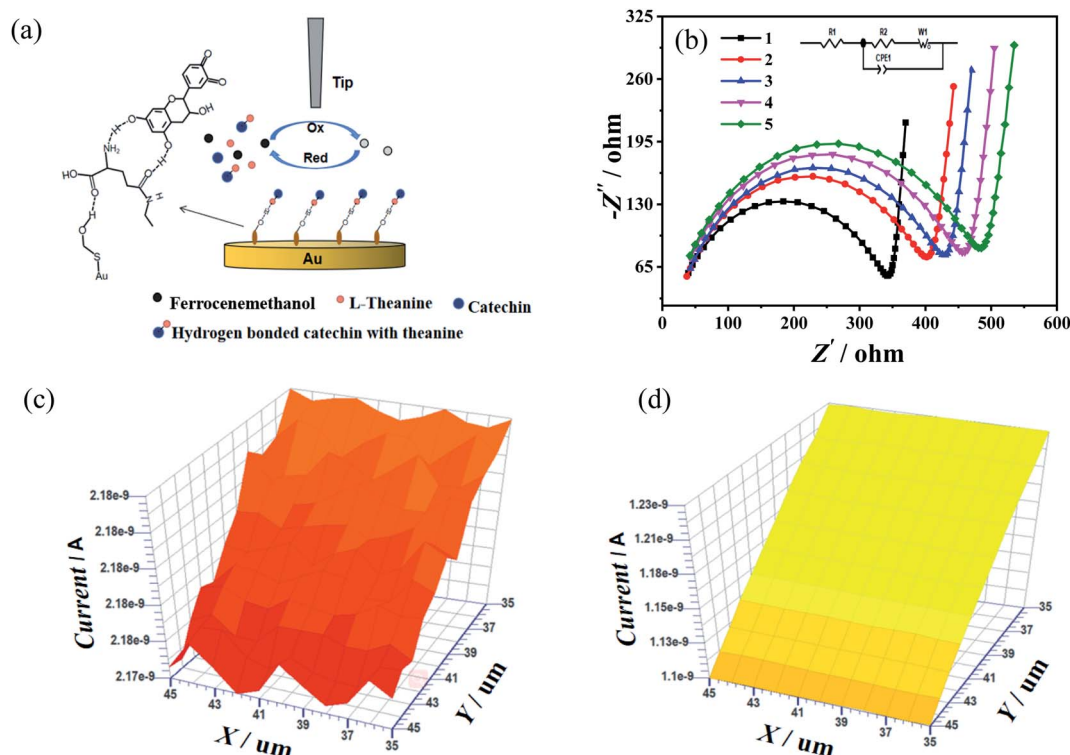 (a)
Tip
Ox
Red
O
O
O
OH
O
H
O
H
NH₂
HO
O
O
N
H
H
O
S
Au
Au
Ferrocenemethanol
L-Theanine
Catechin
Hydrogen bonded catechin with theanine
(b)
R1
R2
W1
CPE1
1
2
3
4
5
325
260
195
130
65
-Z″ / ohm
0 100 200 300 400 500 600
Z′ / ohm
(c)
2.18e-9
2.18e-9
2.18e-9
2.18e-9
2.18e-9
2.17e-9
Current / A
45 43 41 39 37 35
X / um
35
37
39
41
43
45
Y / um
(d)
1.23e-9
1.21e-9
1.18e-9
1.15e-9
1.13e-9
1.1e-9
Current / A
45 43 41 39 37 35
X / um
35
37
39
41
43
45
Y / um